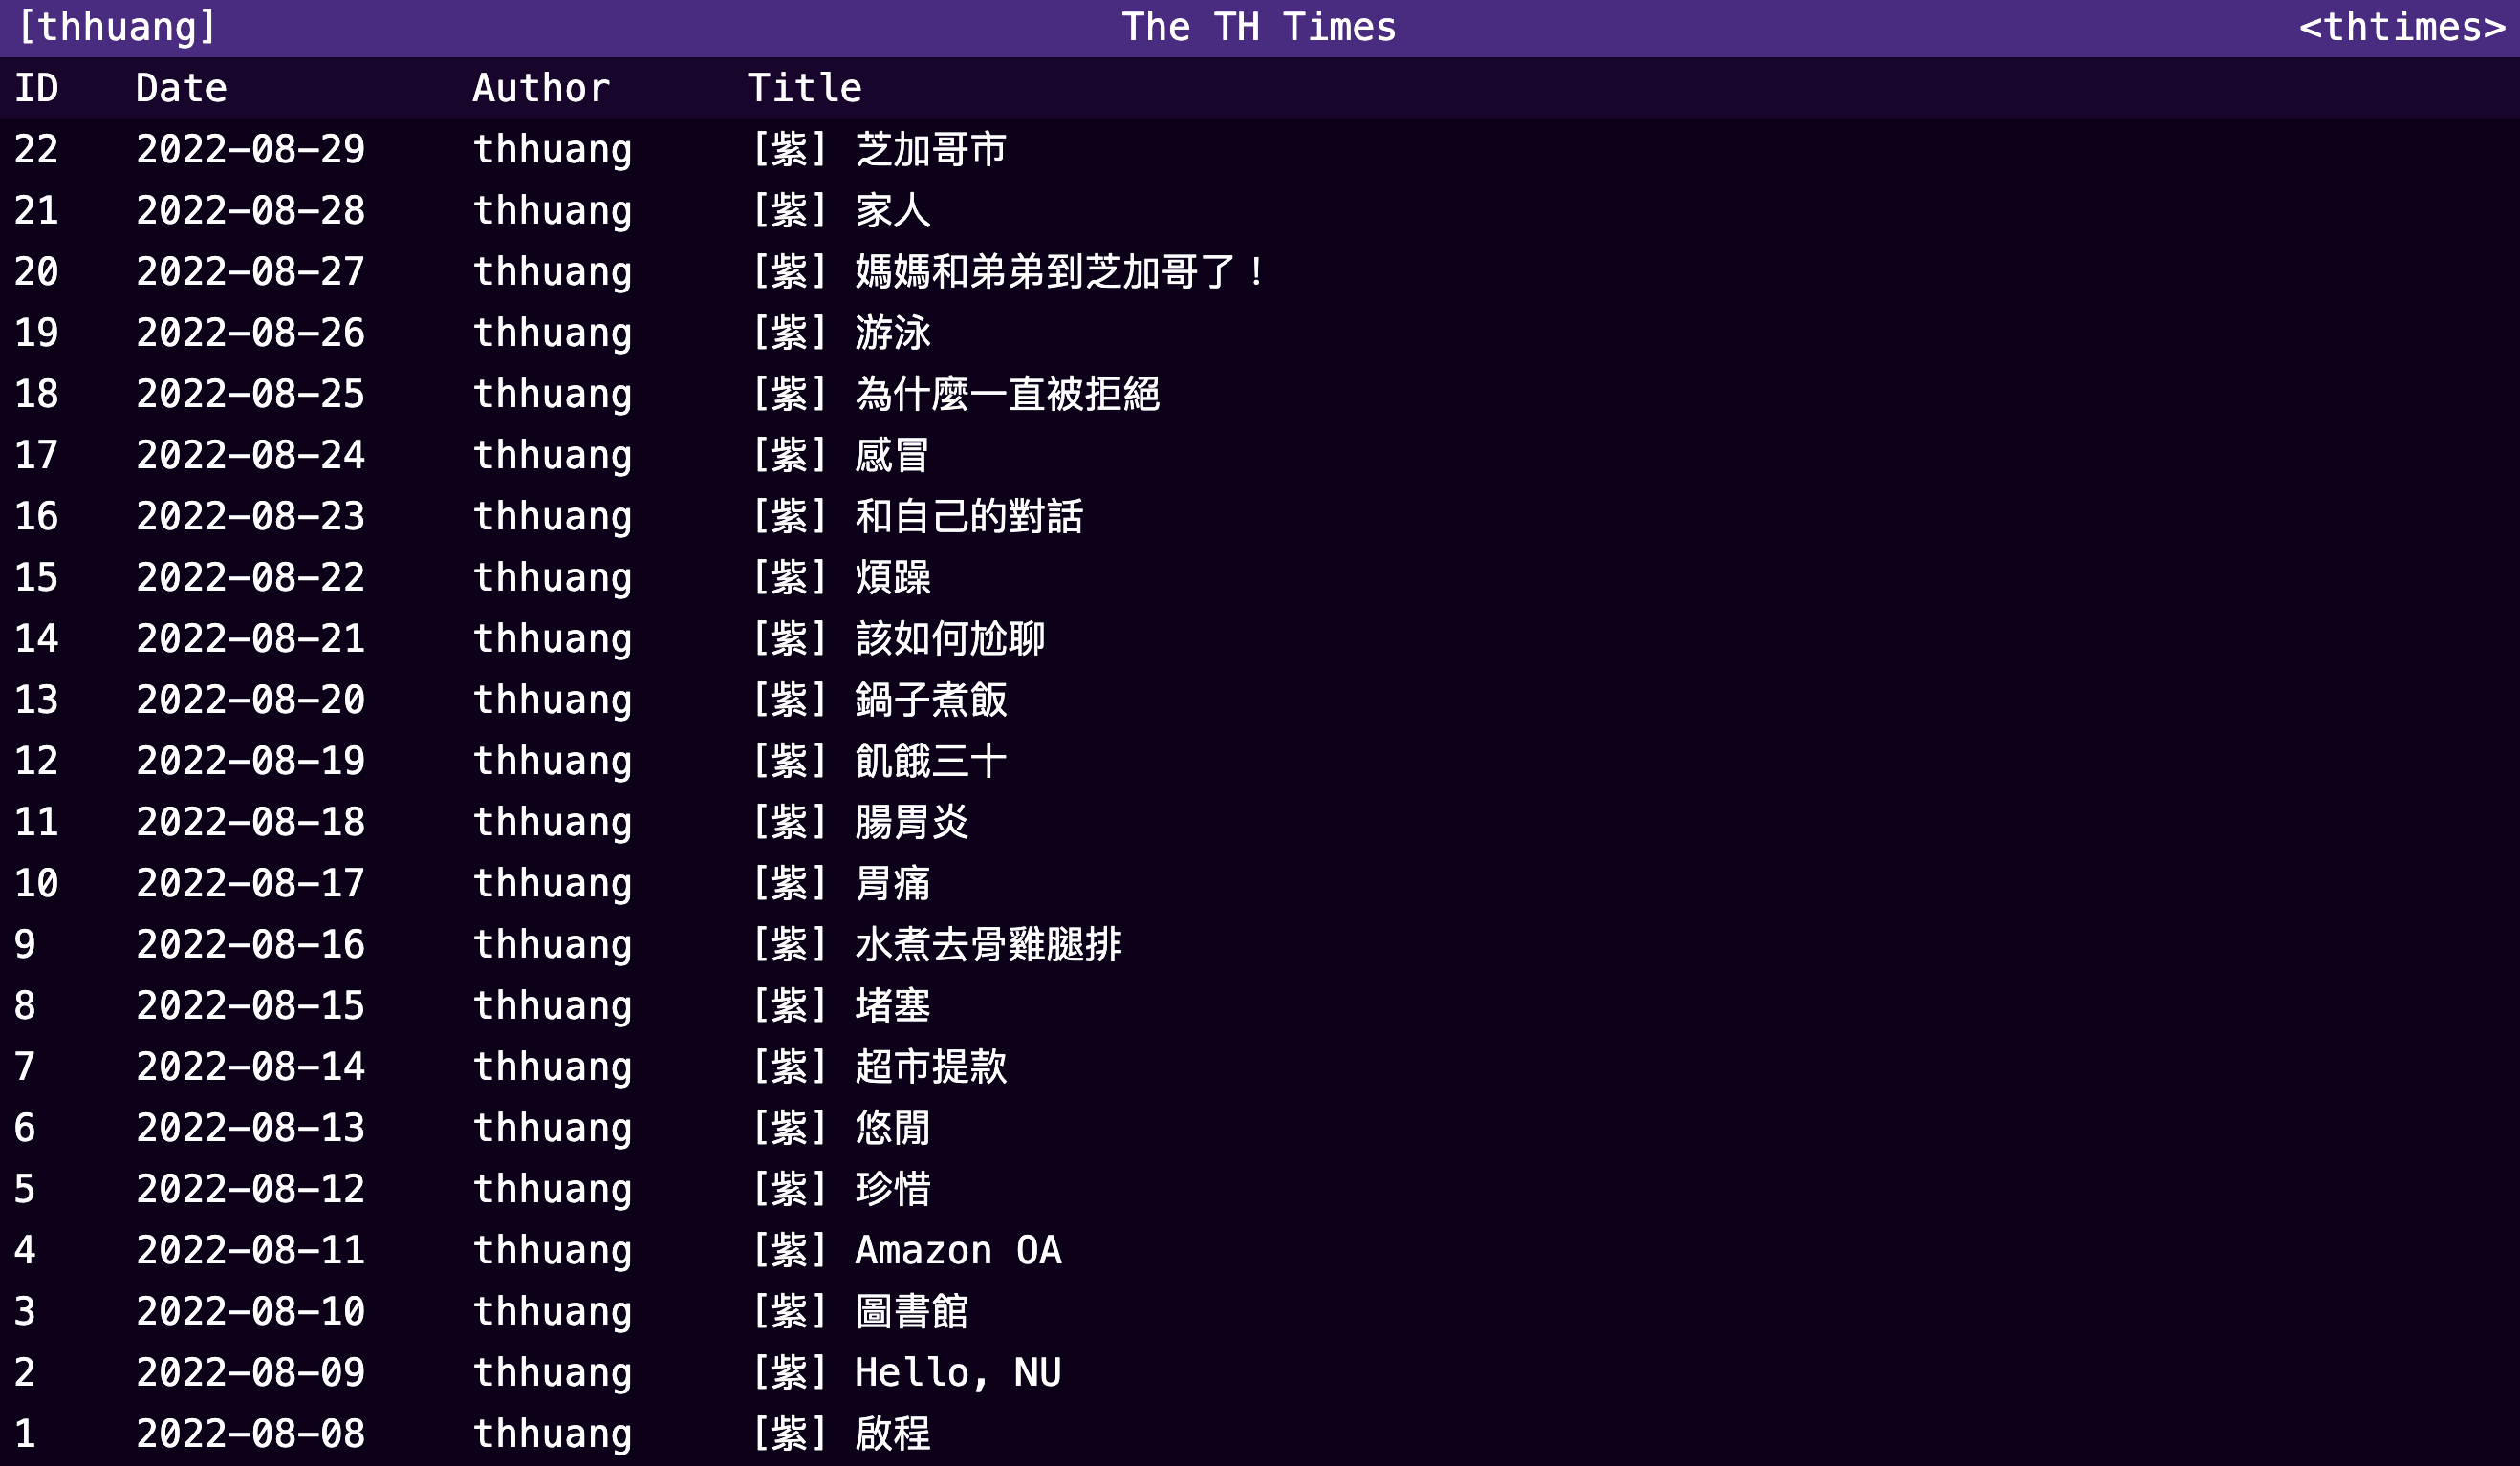 [thhuang] The TH Times <thtimes>
ID Date Author Title
22 2022-08-29 thhuang [紫] 芝加哥市
21 2022-08-28 thhuang [紫] 家人
20 2022-08-27 thhuang [紫] 媽媽和弟弟到芝加哥了！
19 2022-08-26 thhuang [紫] 游泳
18 2022-08-25 thhuang [紫] 為什麼一直被拒絕
17 2022-08-24 thhuang [紫] 感冒
16 2022-08-23 thhuang [紫] 和自己的對話
15 2022-08-22 thhuang [紫] 煩躁
14 2022-08-21 thhuang [紫] 該如何尬聊
13 2022-08-20 thhuang [紫] 鍋子煮飯
12 2022-08-19 thhuang [紫] 飢餓三十
11 2022-08-18 thhuang [紫] 腸胃炎
10 2022-08-17 thhuang [紫] 胃痛
9 2022-08-16 thhuang [紫] 水煮去骨雞腿排
8 2022-08-15 thhuang [紫] 堵塞
7 2022-08-14 thhuang [紫] 超市提款
6 2022-08-13 thhuang [紫] 悠閒
5 2022-08-12 thhuang [紫] 珍惜
4 2022-08-11 thhuang [紫] Amazon OA
3 2022-08-10 thhuang [紫] 圖書館
2 2022-08-09 thhuang [紫] Hello, NU
1 2022-08-08 thhuang [紫] 啟程